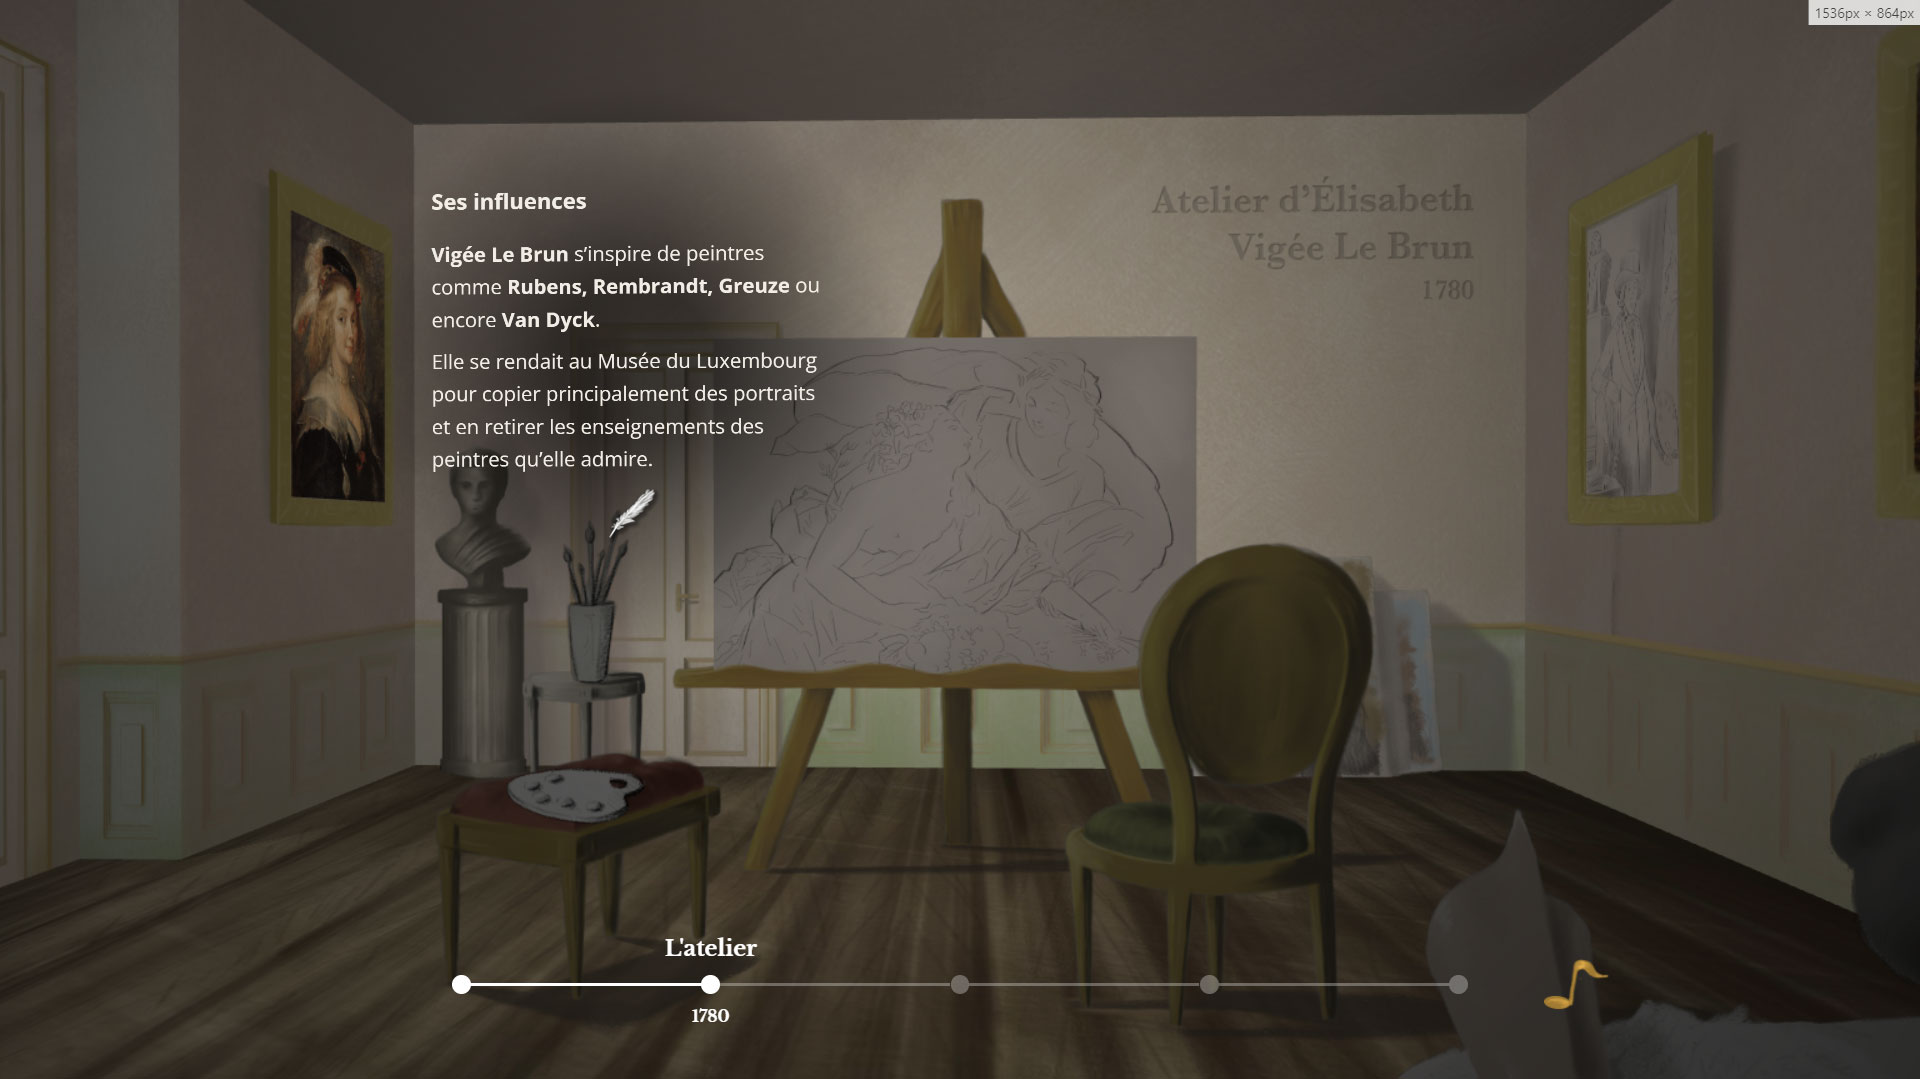 1536px × 864px
Ses influences
Vigée Le Brun s’inspire de peintres
comme Rubens, Rembrandt, Greuze ou
encore Van Dyck.
Elle se rendait au Musée du Luxembourg
pour copier principalement des portraits
et en retirer les enseignements des
peintres qu’elle admire.
Atelier d’Élisabeth
Vigée Le Brun
1780
L'atelier
1780